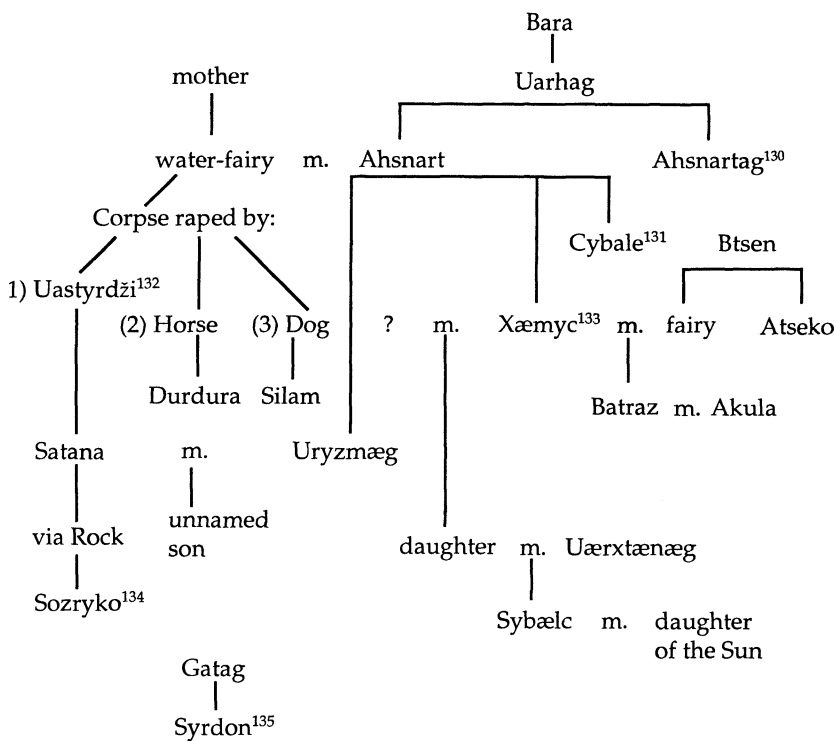 Bara
mother
Uarhag
water-fairy m. Ahsnart Ahsnartag¹³⁰
Corpse raped by:
Cybale¹³¹ Btsen
1) Uastyrdži¹³²
(2) Horse (3) Dog ? m. Xæmyc¹³³ m. fairy Atseko
Durdura Silam
Batraz m. Akula
Satana m. Uryzmæg
unnamed
son
via Rock
daughter m. Uærxtænæg
Sozryko¹³⁴
Sybælc m. daughter
of the Sun
Gatag
Syrdon¹³⁵